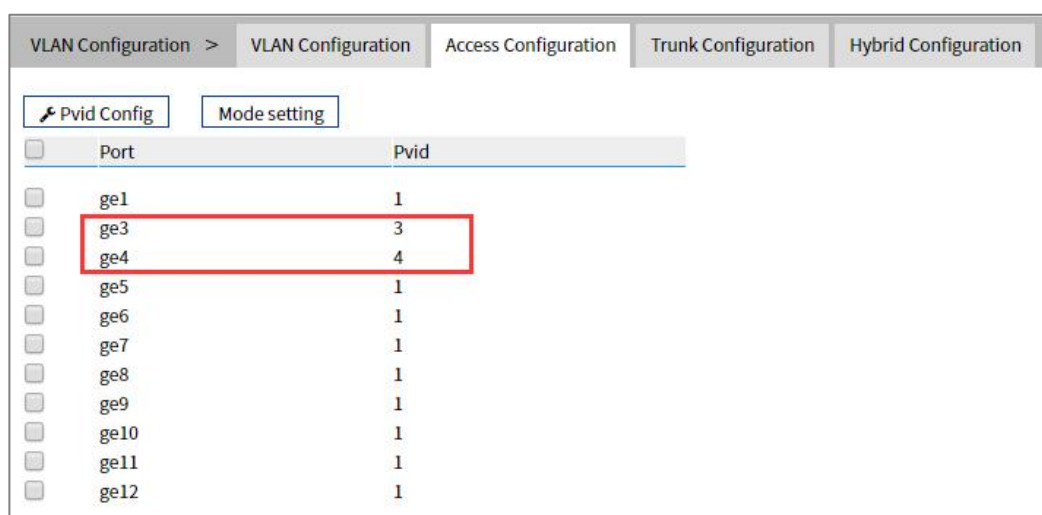 VLAN Configuration > VLAN Configuration Access Configuration Trunk Configuration Hybrid Configuration
Pvid Config Mode setting
Port Pvid
ge1 1
ge3 3
ge4 4
ge5 1
ge6 1
ge7 1
ge8 1
ge9 1
ge10 1
ge11 1
ge12 1